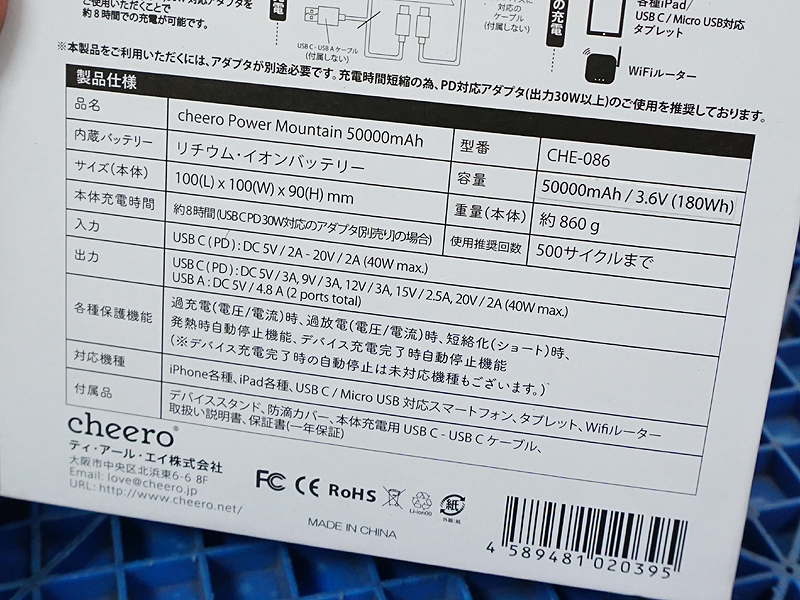 対応アダプタを
ご使用いただくことで
約8時間での充電が可能です。
電
USB C - USB A ケーブル
(付属しない)
対応の
ケーブル
(付属しない)
の充電
各種iPad/
USB C / Micro USB対応
タブレット
WiFiルーター
※本製品をご利用いただくには、アダプタが別途必要です。充電時間短縮の為、PD対応アダプタ(出力30W以上)のご使用を推奨しております。
製品仕様
品名 cheero Power Mountain 50000mAh 型番 CHE-086
内蔵バッテリー リチウム・イオンバッテリー 容量 50000mAh / 3.6V (180Wh)
サイズ(本体) 100(L) x 100(W) x 90(H) mm 重量(本体) 約 860 g
本体充電時間 約8時間(USB C PD 30W対応のアダプタ[別売り]の場合) 使用推奨回数 500サイクルまで
入力 USB C ( PD ) : DC 5V / 2A - 20V / 2A (40W max.)
出力 USB C ( PD ) : DC 5V / 3A, 9V / 3A, 12V / 3A, 15V / 2.5A, 20V / 2A (40W max.)
USB A : DC 5V / 4.8 A (2 ports total)
各種保護機能 過充電(電圧/電流)時、過放電(電圧/電流)時、短絡化(ショート)時、
発熱時自動停止機能、デバイス充電完了時自動停止機能
(※デバイス充電完了時の自動停止は未対応機種もございます。)
対応機種 iPhone各種、iPad各種、USB C / Micro USB 対応スマートフォン、タブレット、Wifiルーター
付属品 デバイススタンド、防滴カバー、本体充電用 USB C - USB C ケーブル、
取扱い説明書、保証書(一年保証)
cheero®
ティ・アール・エイ株式会社
大阪市中央区北浜東6-6 8F
Email: love@cheero.jp
URL: http://www.cheero.net/
FC CE RoHS
Li-ion00
紙
外箱:紙
MADE IN CHINA
4 589481 020395